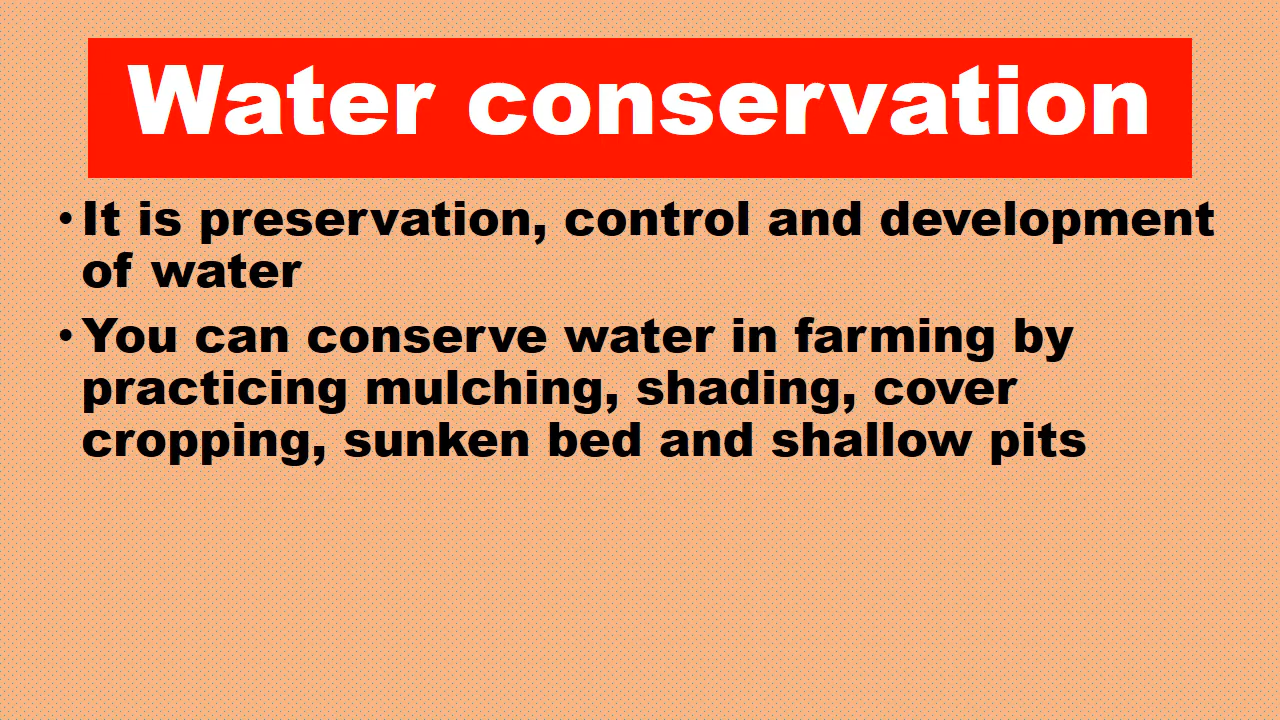 Water conservation
• It is preservation, control and development
of water
• You can conserve water in farming by
practicing mulching, shading, cover
cropping, sunken bed and shallow pits